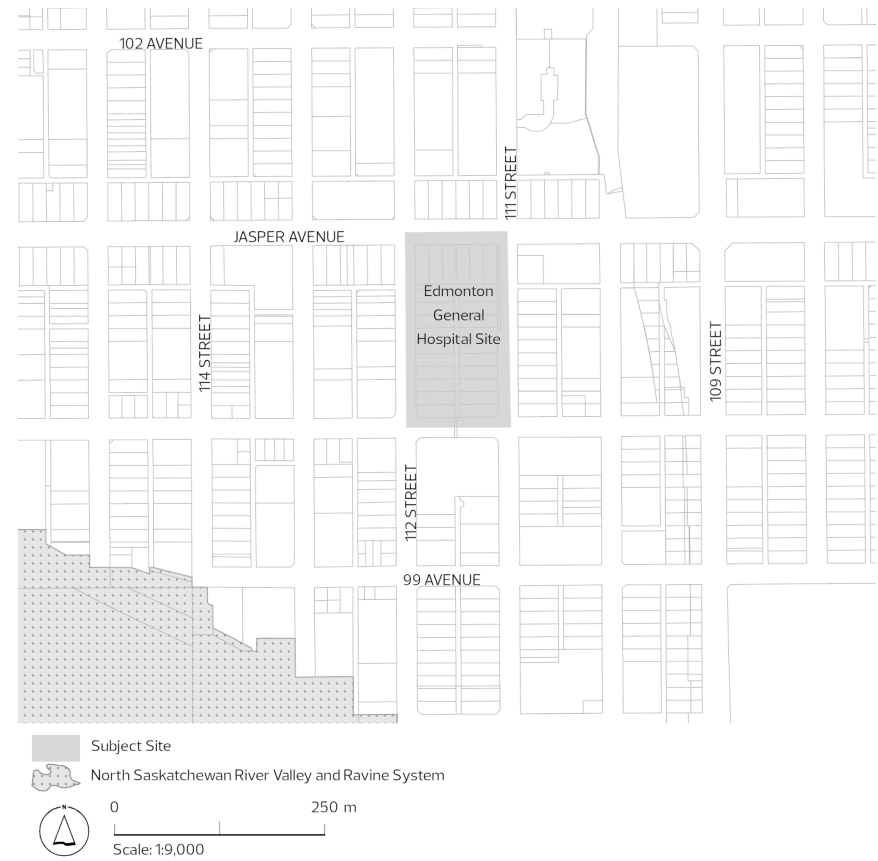 102 AVENUE
111 STREET
JASPER AVENUE
Edmonton
General
Hospital Site
114 STREET
109 STREET
112 STREET
99 AVENUE
Subject Site
North Saskatchewan River Valley and Ravine System
N
0 250 m
Scale: 1:9,000